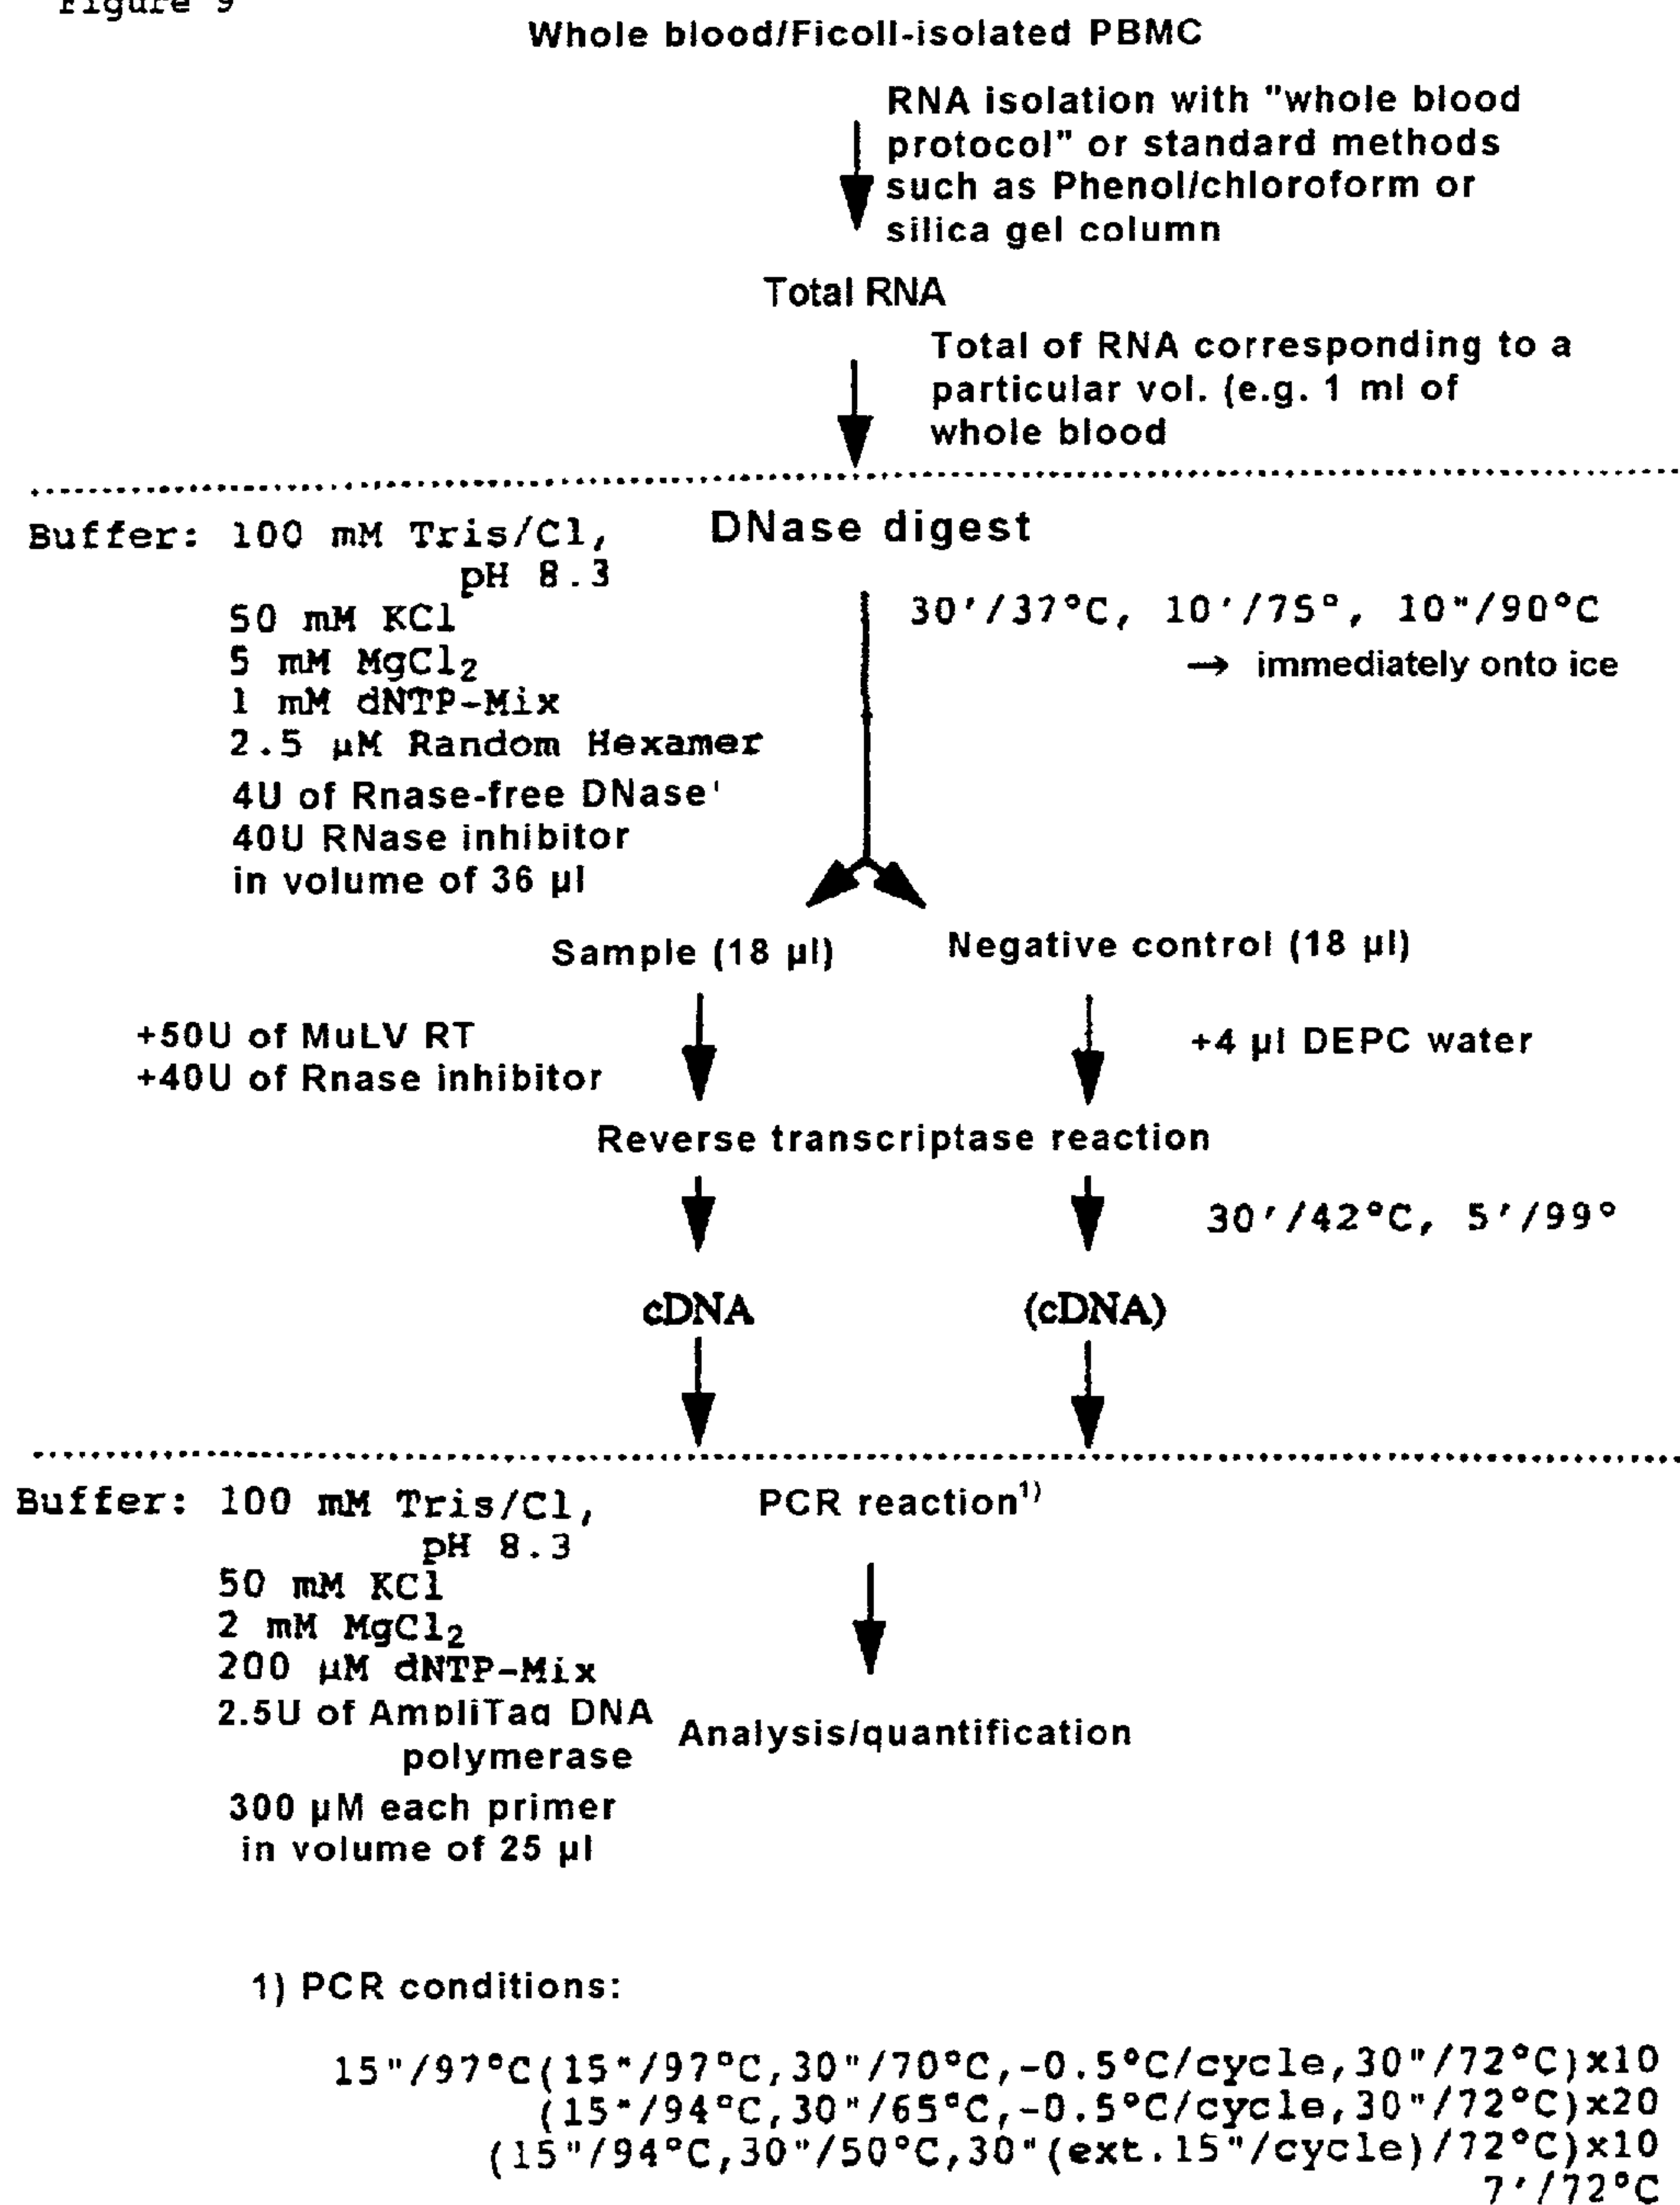 Figure 9
Whole blood/Ficoll-isolated PBMC
RNA isolation with "whole blood
protocol" or standard methods
such as Phenol/chloroform or
silica gel column
Total RNA
Total of RNA corresponding to a
particular vol. (e.g. 1 ml of
whole blood
Buffer: 100 mM Tris/Cl,
pH 8.3
50 mM KCl
5 mM MgCl2
1 mM dNTP-Mix
2.5 µM Random Hexamer
4U of Rnase-free DNase'
40U RNase inhibitor
in volume of 36 µl
DNase digest
30'/37°C, 10'/75°, 10"/90°C
→ immediately onto ice
Sample (18 µl)
Negative control (18 µl)
+50U of MuLV RT
+40U of Rnase inhibitor
+4 µl DEPC water
Reverse transcriptase reaction
30'/42°C, 5'/99°
cDNA
(cDNA)
Buffer: 100 mM Tris/Cl,
pH 8.3
50 mM KCl
2 mM MgCl2
200 µM dNTP-Mix
2.5U of AmpliTaq DNA
polymerase
300 µM each primer
in volume of 25 µl
PCR reaction1)
Analysis/quantification
1) PCR conditions:
15"/97°C(15"/97°C,30"/70°C,-0.5°C/cycle,30"/72°C)x10
(15"/94°C,30"/65°C,-0.5°C/cycle,30"/72°C)x20
(15"/94°C,30"/50°C,30"(ext.15"/cycle)/72°C)x10
7'/72°C